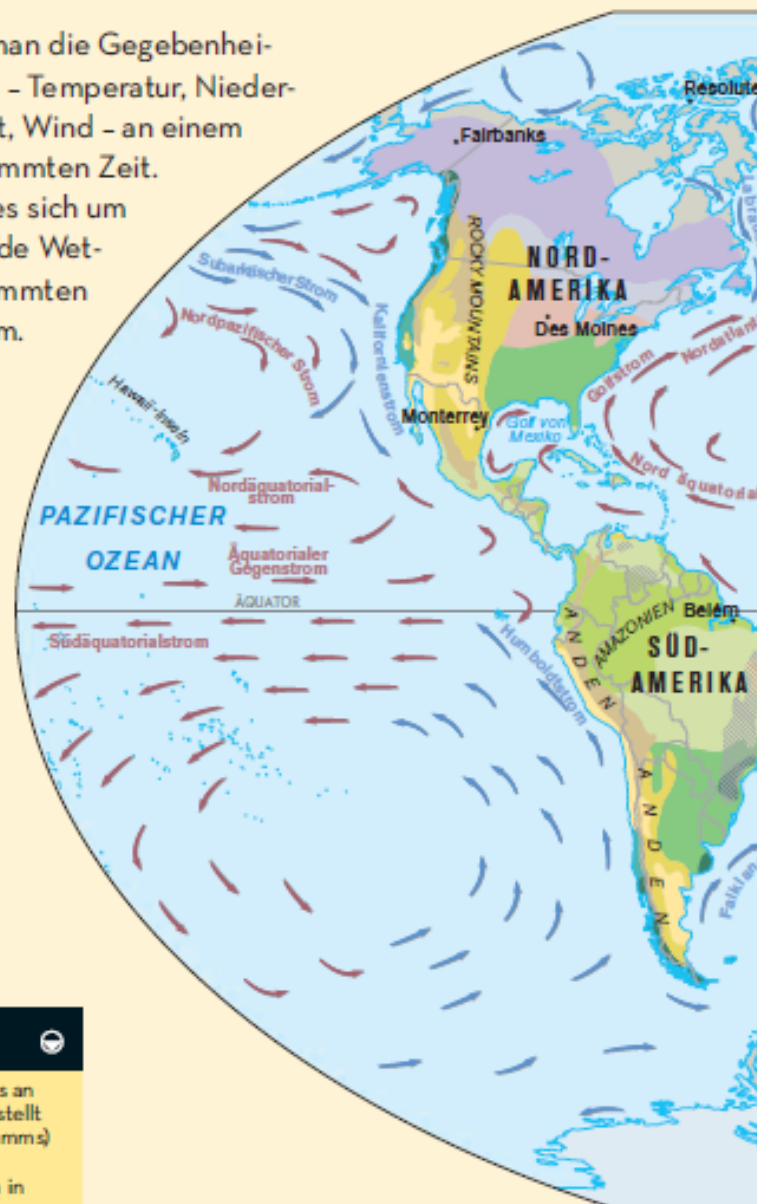 nan die Gegebenhei-
– Temperatur, Nieder-
t, Wind – an einem
mmten Zeit.
es sich um
de Wet-
mmten
m.
Resolute
Fairbanks
Labrad
ROCKY MOUNTAINS
NORD-
AMERIKA
Subarktischer Strom
Kalifornienstrom
Nordpazifischer Strom
Des Moines
Golfstrom
Nordatlant
Hawaii-Inseln
Monterrey
Golf von
Mexiko
Nordäquatorial-
strom
Nord äquatorial
PAZIFISCHER
OZEAN
Äquatorialer
Gegenstrom
ÄQUATOR
Südäquatorialstrom
Humboldtstrom
ANDEN
AMAZONIEN
Belém
SÜD-
AMERIKA
ANDEN
Falklan
s an
stellt
mms)
in